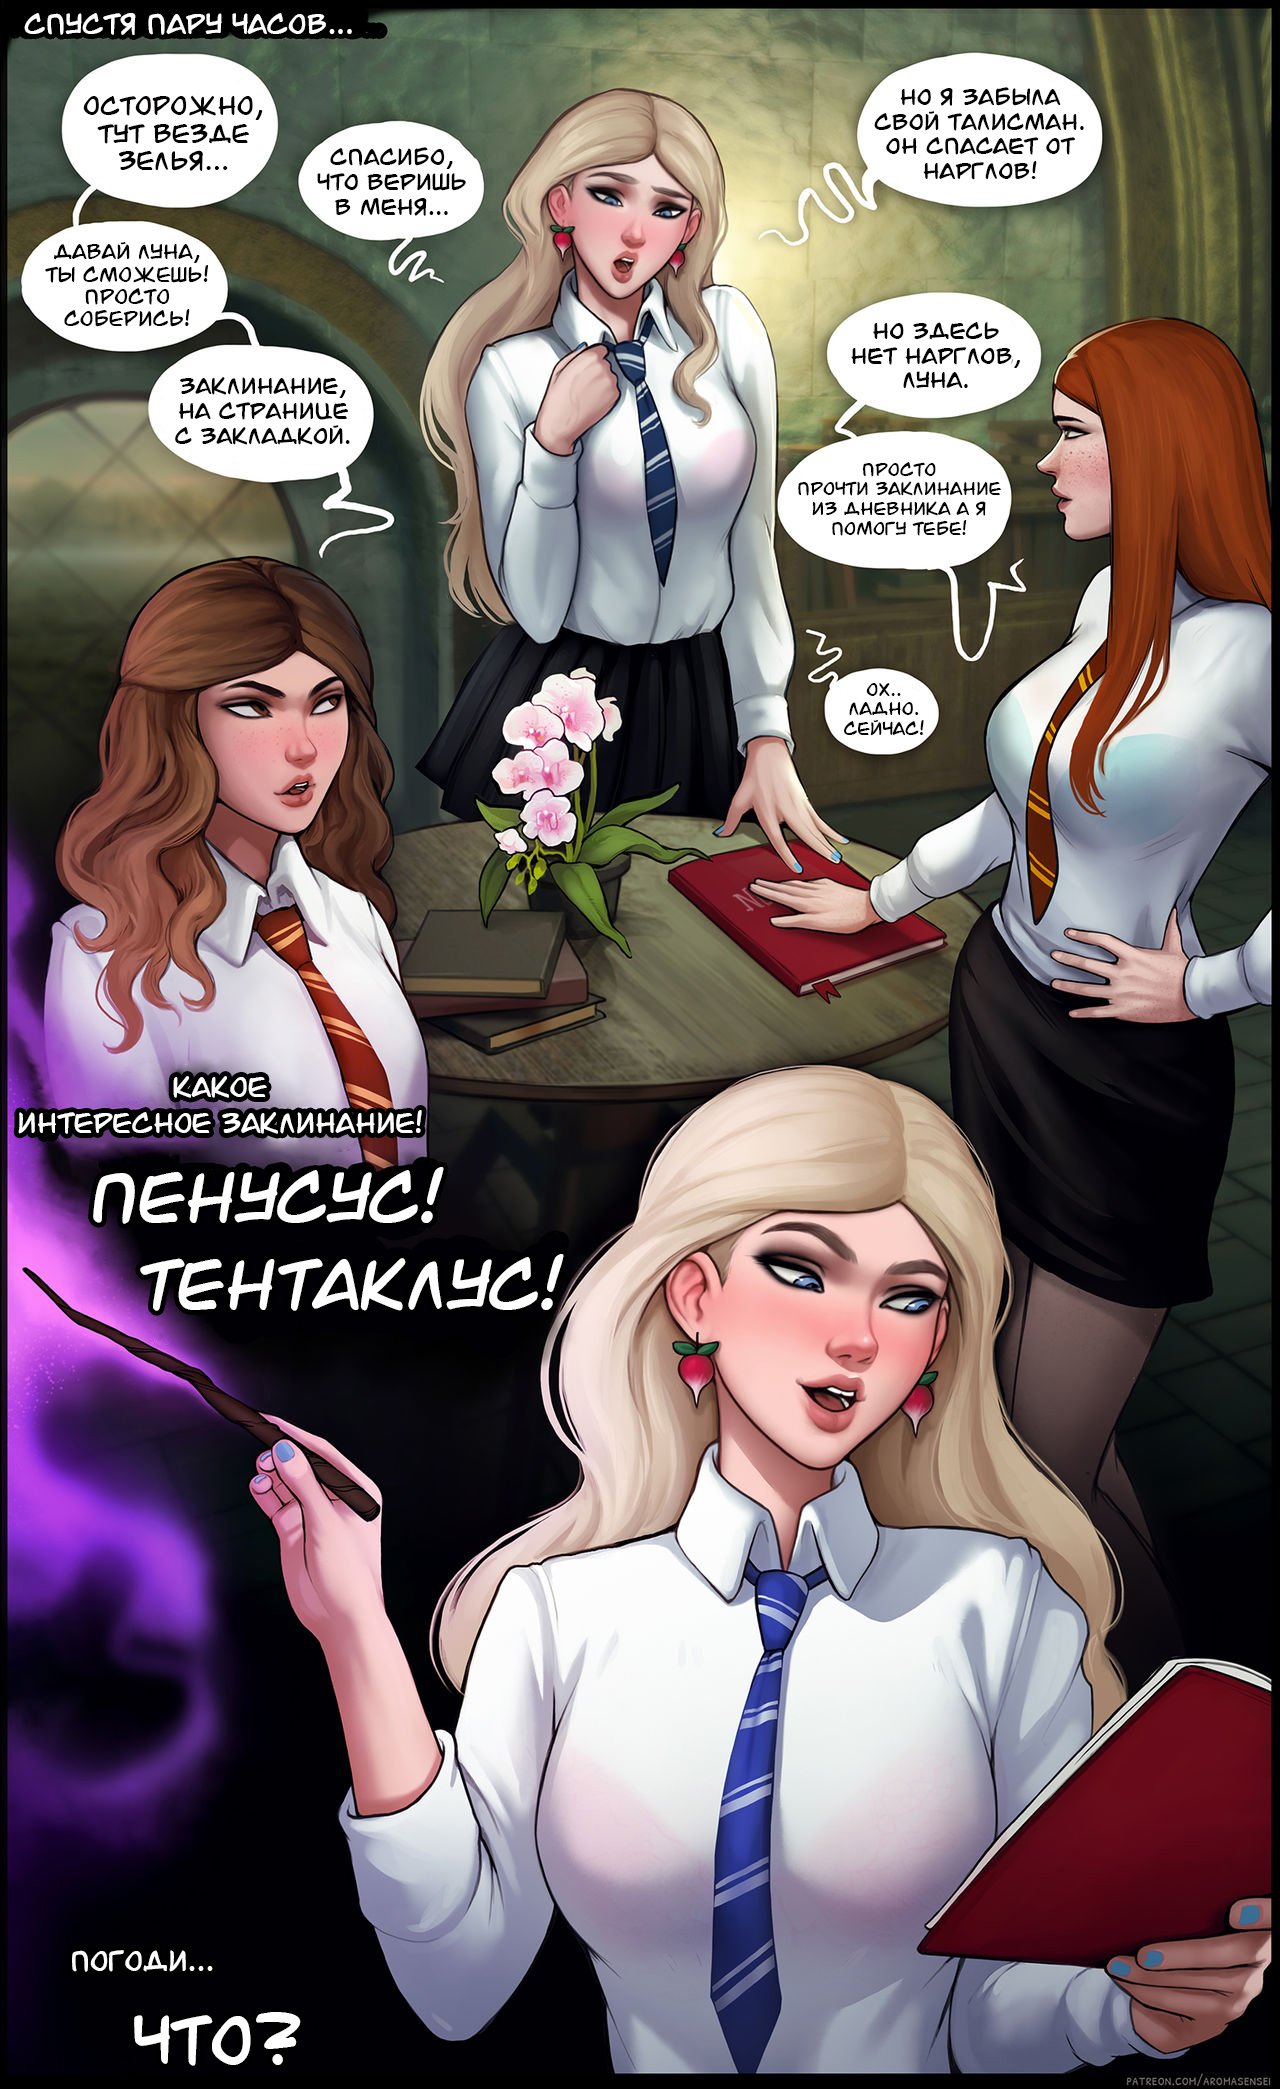 СПУСТЯ ПАРУ ЧАСОВ...
ОСТОРОЖНО,
ТУТ ВЕЗДЕ
ЗЕЛЬЯ...
ДАВАЙ ЛУНА,
ТЫ СМОЖЕШЬ!
ПРОСТО
СОБЕРИСЬ!
ЗАКЛИНАНИЕ,
НА СТРАНИЦЕ
С ЗАКЛАДКОЙ.
СПАСИБО,
ЧТО ВЕРИШЬ
В МЕНЯ...
НО Я ЗАБЫЛА
СВОЙ ТАЛИСМАН.
ОН СПАСАЕТ ОТ
НАРГЛОВ!
НО ЗДЕСЬ
НЕТ НАРГЛОВ,
ЛУНА.
ПРОСТО
ПРОЧТИ ЗАКЛИНАНИЕ
ИЗ ДНЕВНИКА А Я
ПОМОГУ ТЕБЕ!
ОХ..
ЛАДНО.
СЕЙЧАС!
КАКОЕ
ИНТЕРЕСНОЕ ЗАКЛИНАНИЕ!
ПЕНУСУС!
ТЕНТАКЛУС!
ПОГОДИ...
ЧТО?
PATREON.COM/AROMASENSEI